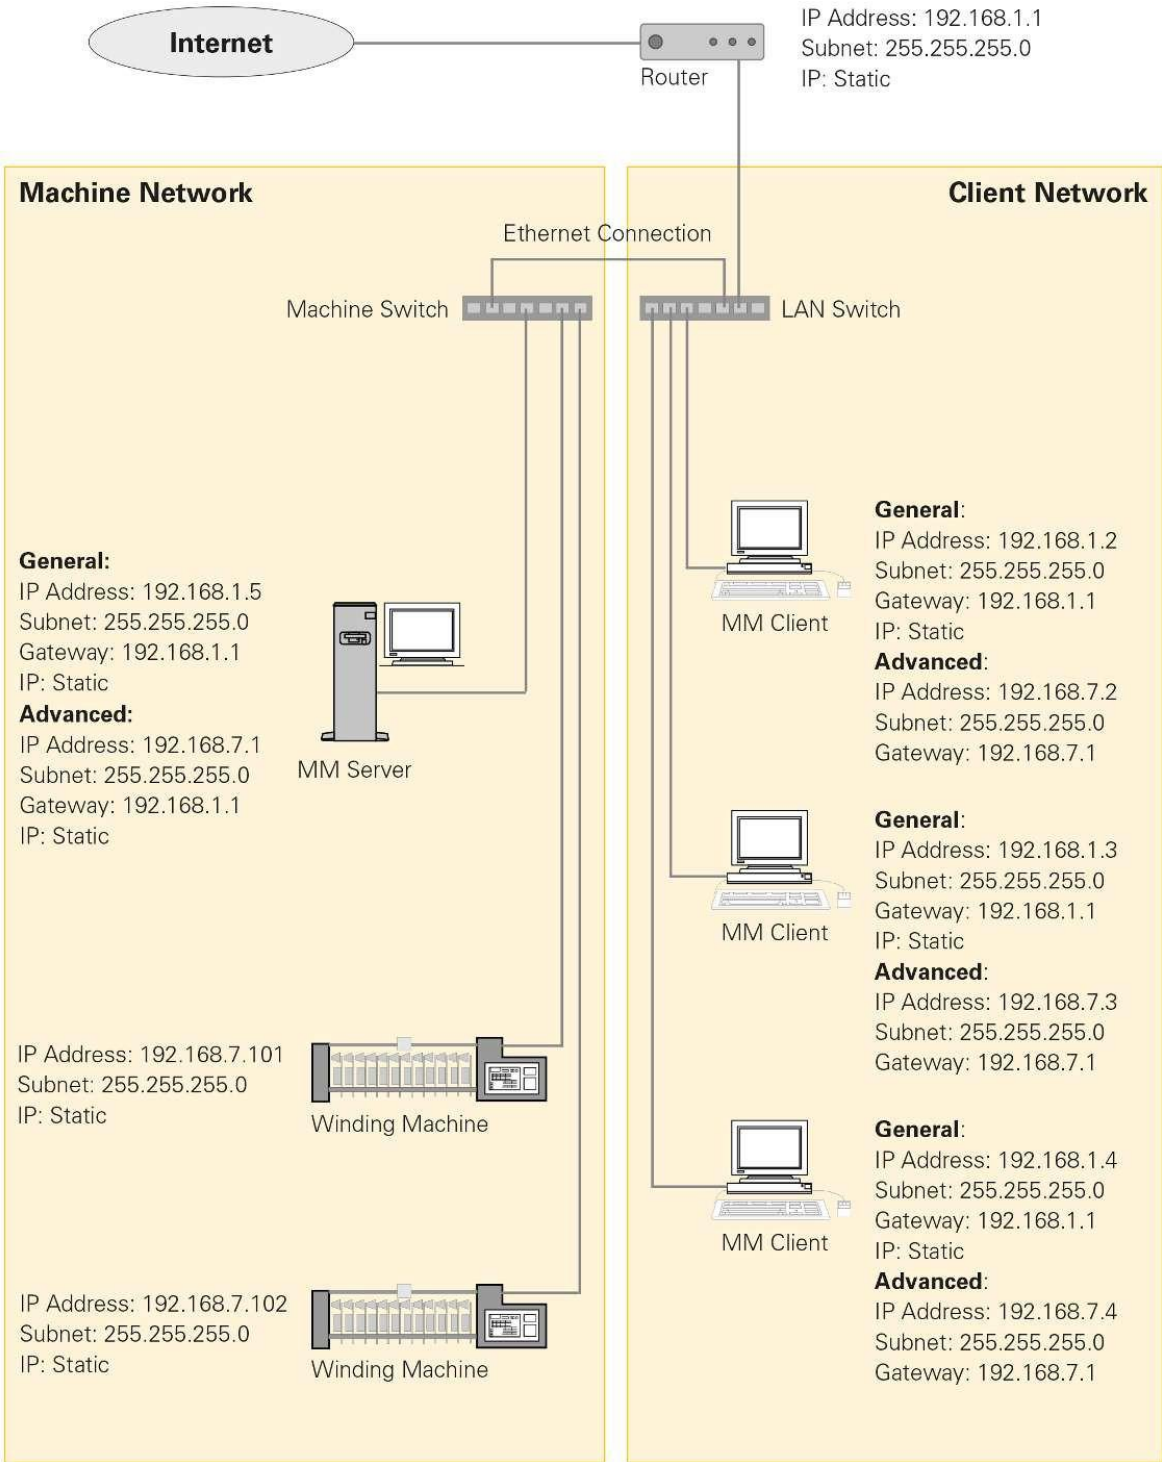 Internet
Router
IP Address: 192.168.1.1
Subnet: 255.255.255.0
IP: Static
Machine Network
Client Network
Ethernet Connection
Machine Switch
LAN Switch
General:
IP Address: 192.168.1.5
Subnet: 255.255.255.0
Gateway: 192.168.1.1
IP: Static
Advanced:
IP Address: 192.168.7.1
Subnet: 255.255.255.0
Gateway: 192.168.1.1
IP: Static
MM Server
IP Address: 192.168.7.101
Subnet: 255.255.255.0
IP: Static
Winding Machine
IP Address: 192.168.7.102
Subnet: 255.255.255.0
IP: Static
Winding Machine
MM Client
General:
IP Address: 192.168.1.2
Subnet: 255.255.255.0
Gateway: 192.168.1.1
IP: Static
Advanced:
IP Address: 192.168.7.2
Subnet: 255.255.255.0
Gateway: 192.168.7.1
MM Client
General:
IP Address: 192.168.1.3
Subnet: 255.255.255.0
Gateway: 192.168.1.1
IP: Static
Advanced:
IP Address: 192.168.7.3
Subnet: 255.255.255.0
Gateway: 192.168.7.1
MM Client
General:
IP Address: 192.168.1.4
Subnet: 255.255.255.0
Gateway: 192.168.1.1
IP: Static
Advanced:
IP Address: 192.168.7.4
Subnet: 255.255.255.0
Gateway: 192.168.7.1